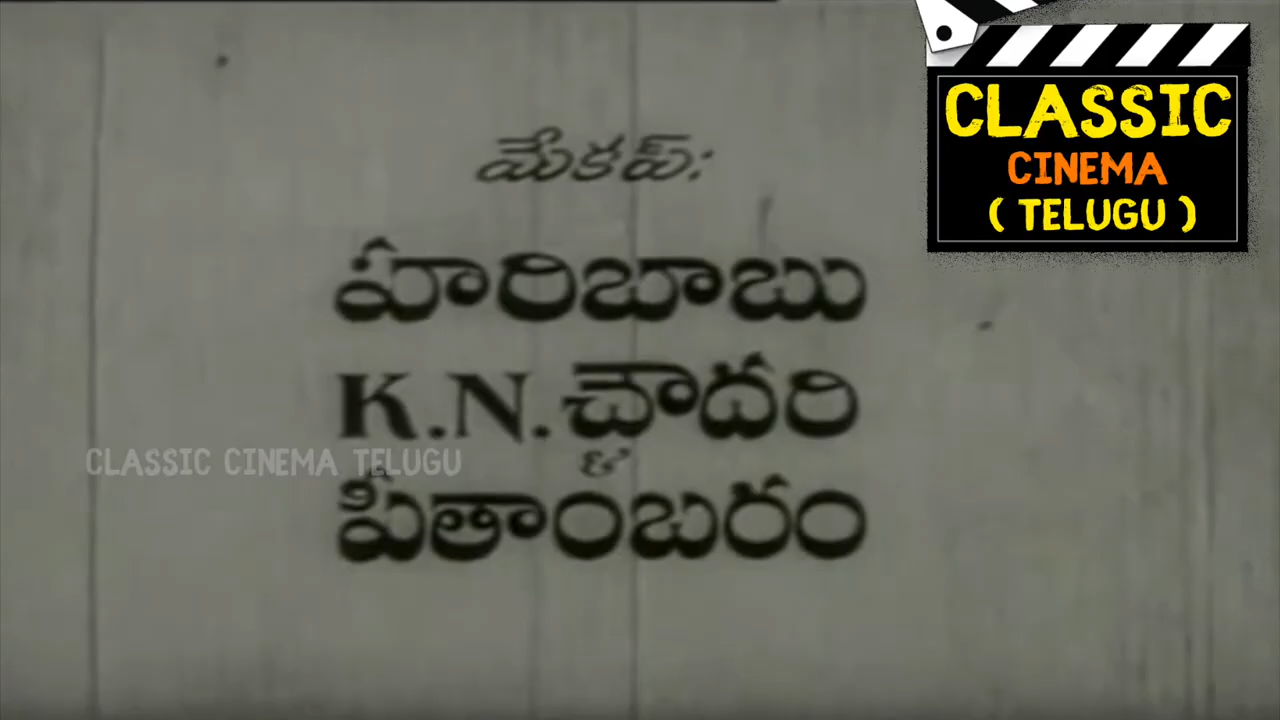 CLASSIC
CINEMA
( TELUGU )
మేకప్:
హరిబాబు
K.N. చ్చౌదరి
CLASSIC CINEMA TELUGU
పీతాంబరం